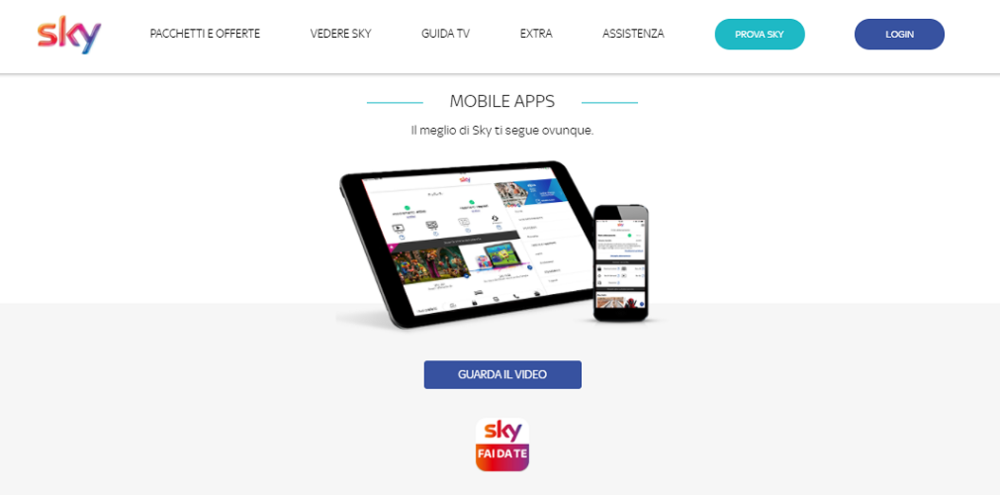 sky
PACCHETTI E OFFERTE
VEDERE SKY
GUIDA TV
EXTRA
ASSISTENZA
PROVA SKY
LOGIN
MOBILE APPS
Il meglio di Sky ti segue ovunque.
sky
GUARDA IL VIDEO
sky
FAI DA TE